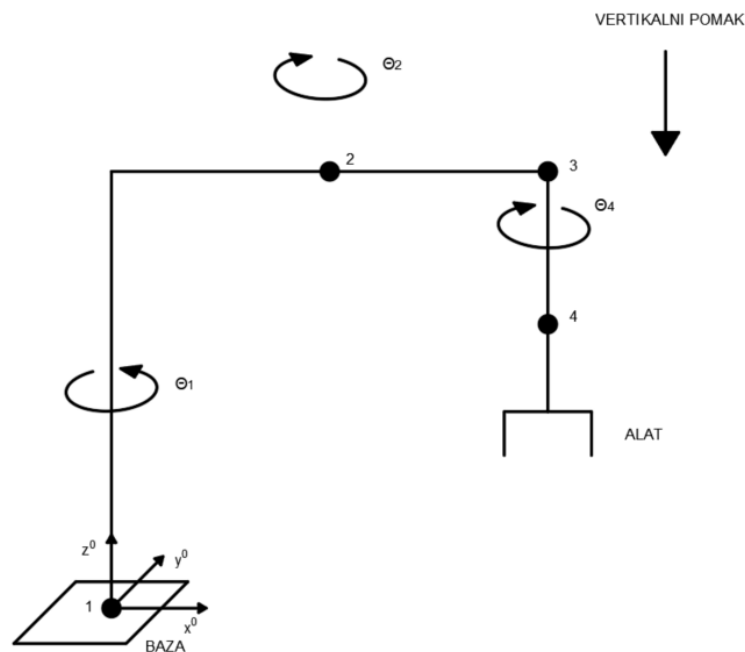 VERTIKALNI POMAK
Θ2
2
3
Θ4
4
Θ1
ALAT
z⁰
y⁰
1
x⁰
BAZA